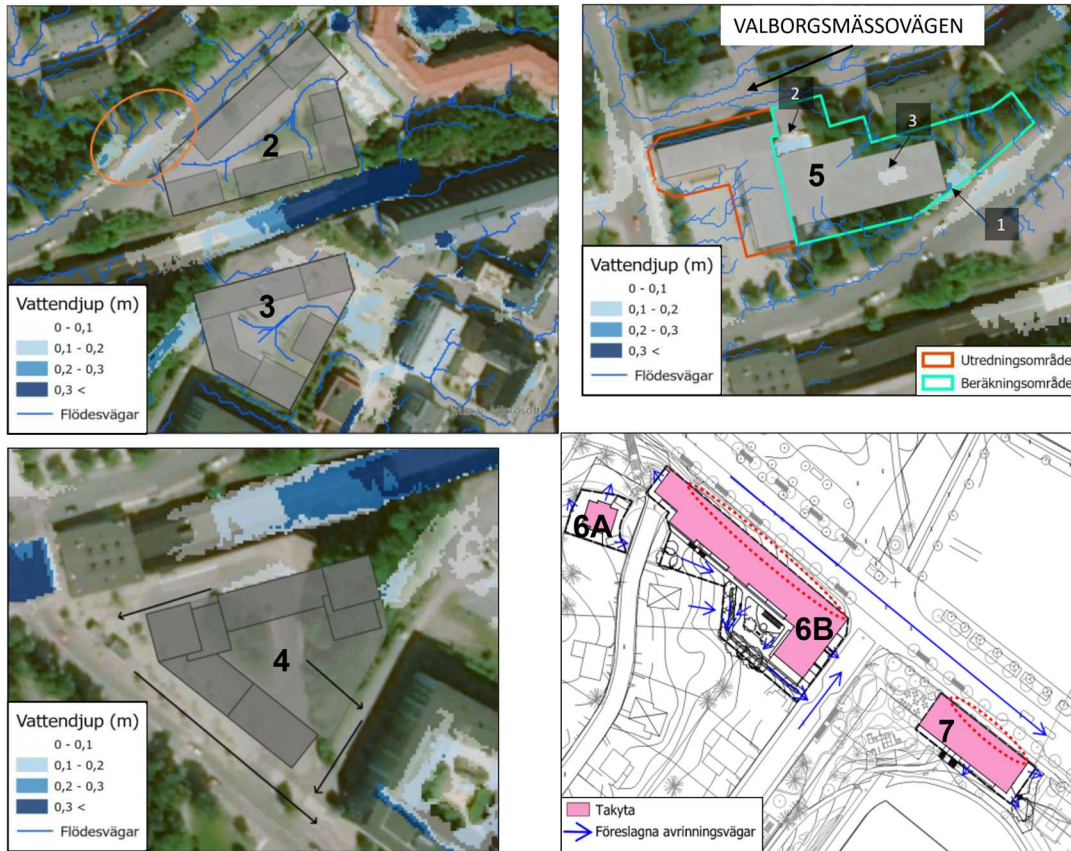 2
3
Vattendjup (m)
0 - 0,1
0,1 - 0,2
0,2 - 0,3
0,3 <
Flödesvägar
VALBORGSMÄSSOVÄGEN
2
3
5
1
Vattendjup (m)
0 - 0,1
0,1 - 0,2
0,2 - 0,3
0,3 <
Flödesvägar
Utredningsområde
Beräkningsområde
4
Vattendjup (m)
0 - 0,1
0,1 - 0,2
0,2 - 0,3
0,3 <
Flödesvägar
6A
6B
7
Takyta
Föreslagna avrinningsvägar